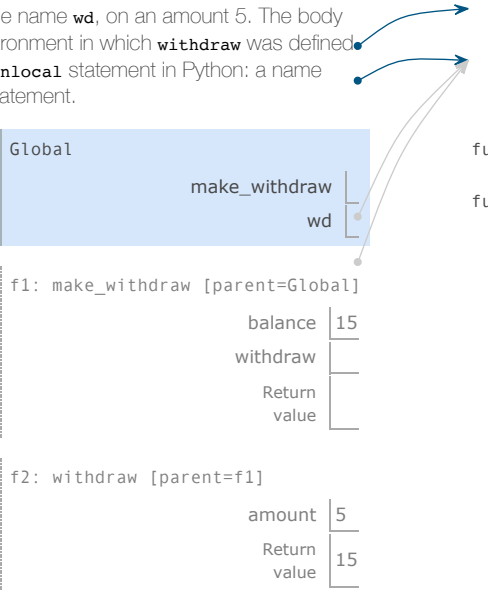 e name wd, on an amount 5. The body
ronment in which withdraw was defined
nlocal statement in Python: a name
atement.
Global
make_withdraw
wd
fu
fu
f1: make_withdraw [parent=Global]
balance 15
withdraw
Return
value
f2: withdraw [parent=f1]
amount 5
Return
value 15